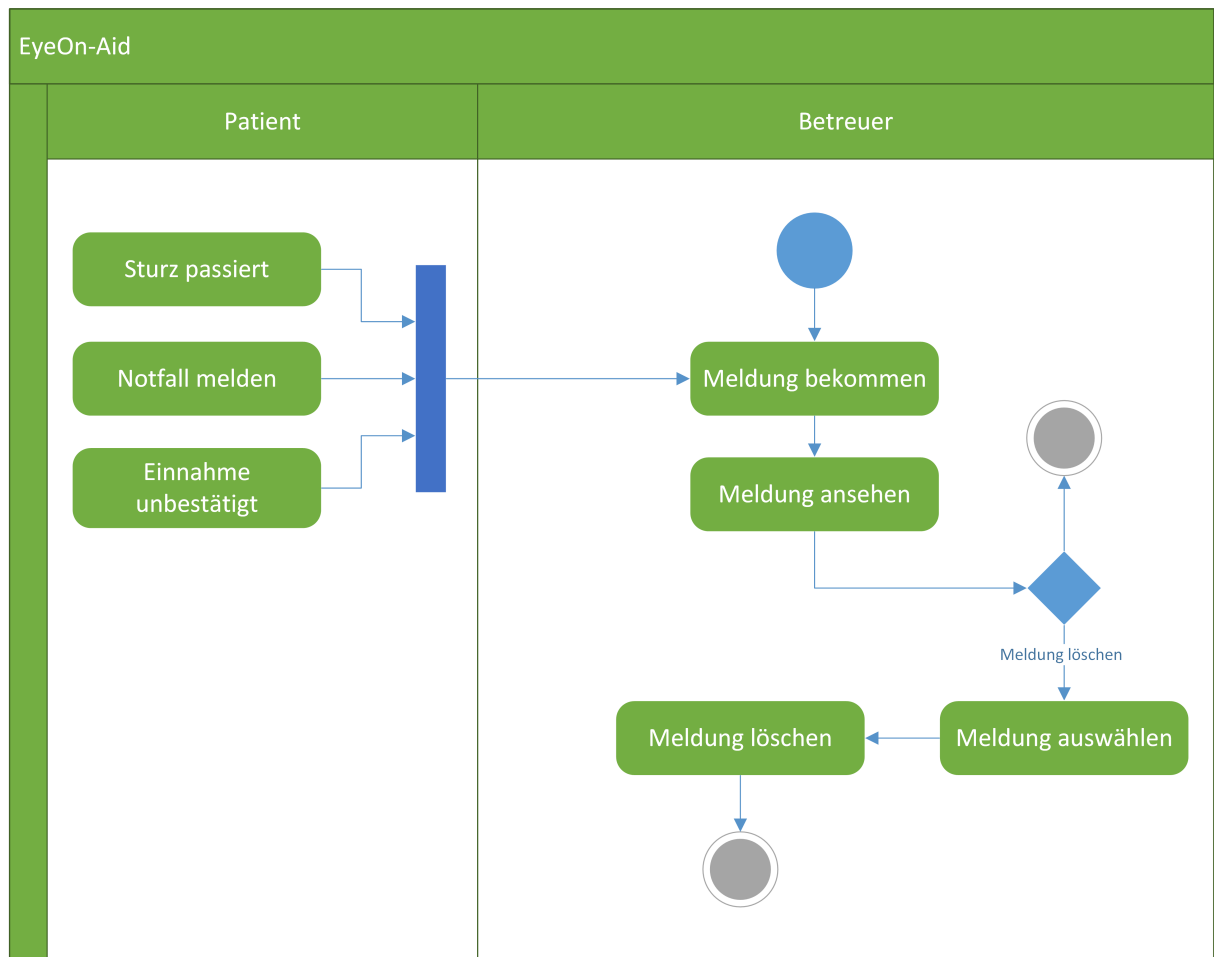 EyeOn-Aid
Patient
Betreuer
Sturz passiert
Notfall melden
Einnahme
unbestätigt
Meldung bekommen
Meldung ansehen
Meldung löschen
Meldung auswählen
Meldung löschen